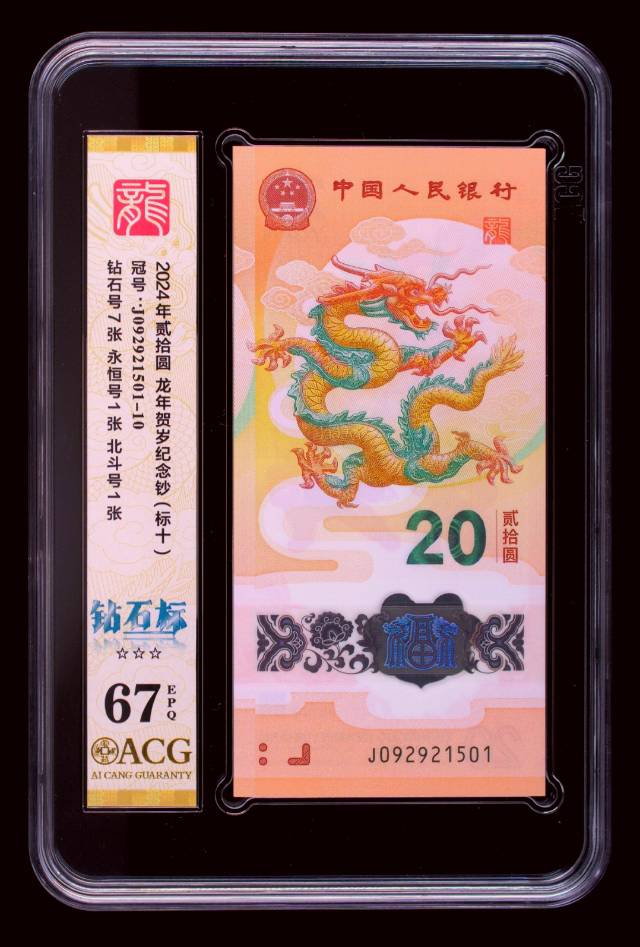 龍
2024年贰拾圆 龙年贺岁纪念钞(标十)
冠号:J092921501-10
钻石号7张 永恒号1张 北斗号1张
钻石标
☆☆☆
67 EPQ
ACG
AI CANG GUARANTY
中国人民银行
龍
20 贰拾圆
福
J092921501